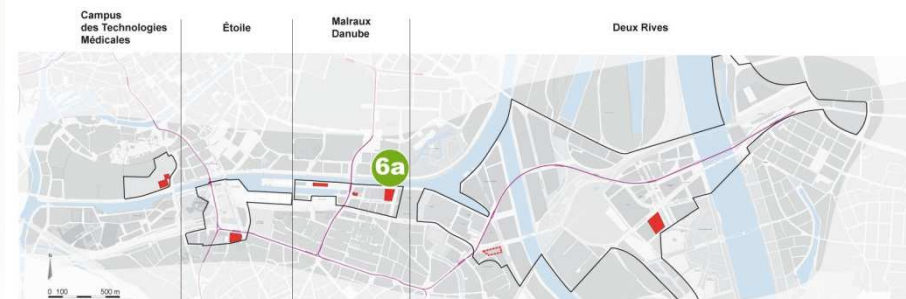 Campus
des Technologies
Médicales
Étoile
Malraux
Danube
Deux Rives
6a
N
0 100 500 m